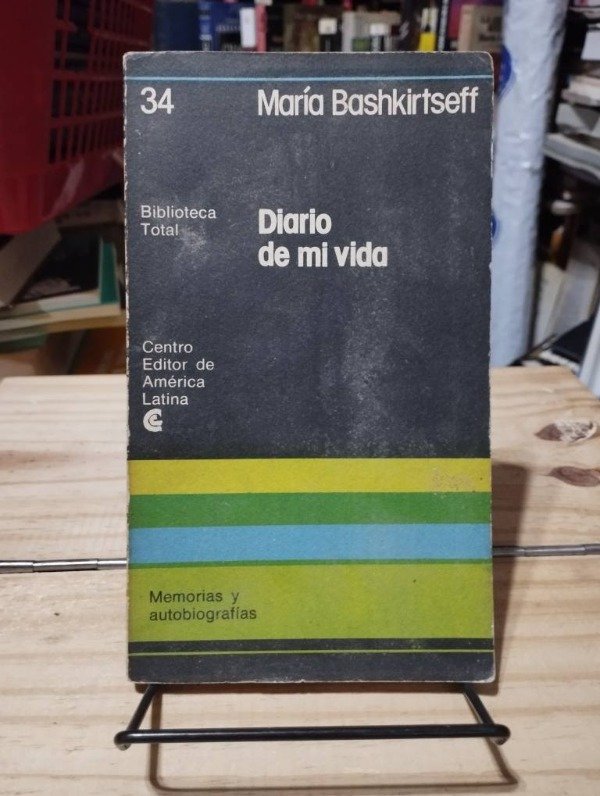 34
María Bashkirtseff
Biblioteca
Total
Diario
de mi vida
Centro
Editor de
América
Latina
Memorias y
autobiografías